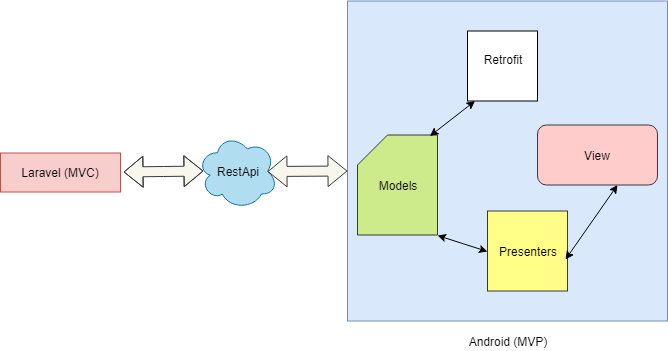 Retrofit
View
Laravel (MVC)
RestApi
Models
Presenters
Android (MVP)